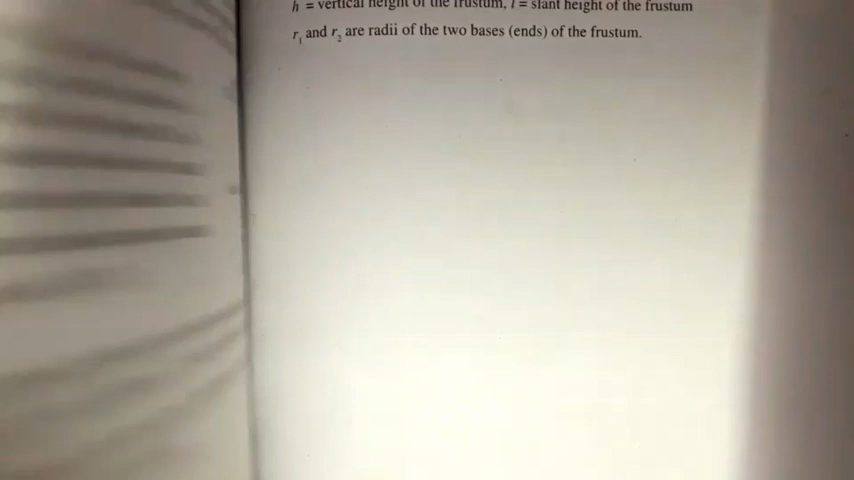 h = vertical height of the frustum, l = slant height of the frustum
r₁ and r₂ are radii of the two bases (ends) of the frustum.